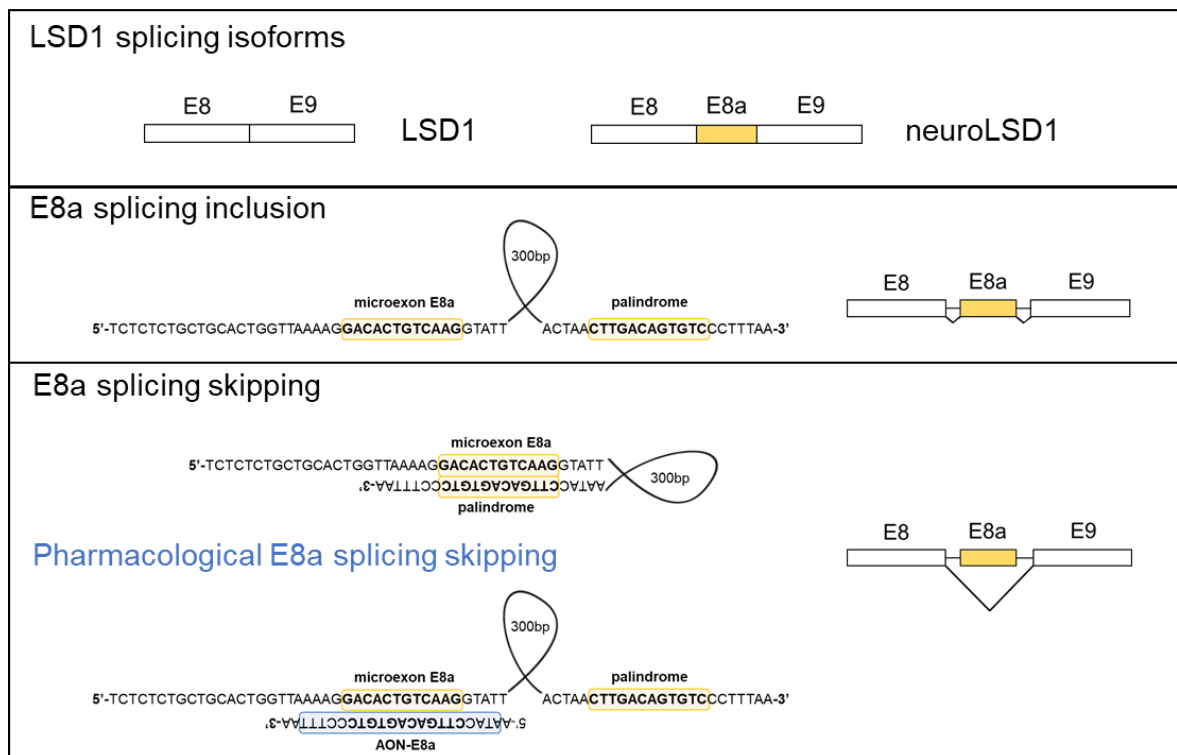 LSD1 splicing isoforms
E8 E9 LSD1
E8 E8a E9 neuroLSD1
E8a splicing inclusion
300bp
microexon E8a palindrome
5'-TCTCTCTGCTGCACTGGTTAAAAGGACACTGTCAAGGTATT ACTAACTTGACAGTGTCCCTTTAA-3'
E8 E8a E9
E8a splicing skipping
microexon E8a
5'-TCTCTCTGCTGCACTGGTTAAAAGGACACTGTCAAGGTATT
AATACCTTGACAGTGTCCCTTTAA-3'
300bp
palindrome
Pharmacological E8a splicing skipping
E8 E8a E9
300bp
microexon E8a palindrome
5'-TCTCTCTGCTGCACTGGTTAAAAGGACACTGTCAAGGTATT ACTAACTTGACAGTGTCCCTTTAA-3'
5'-AATACCTTGACAGTGTCCCTTTTAA-3'
AON-E8a